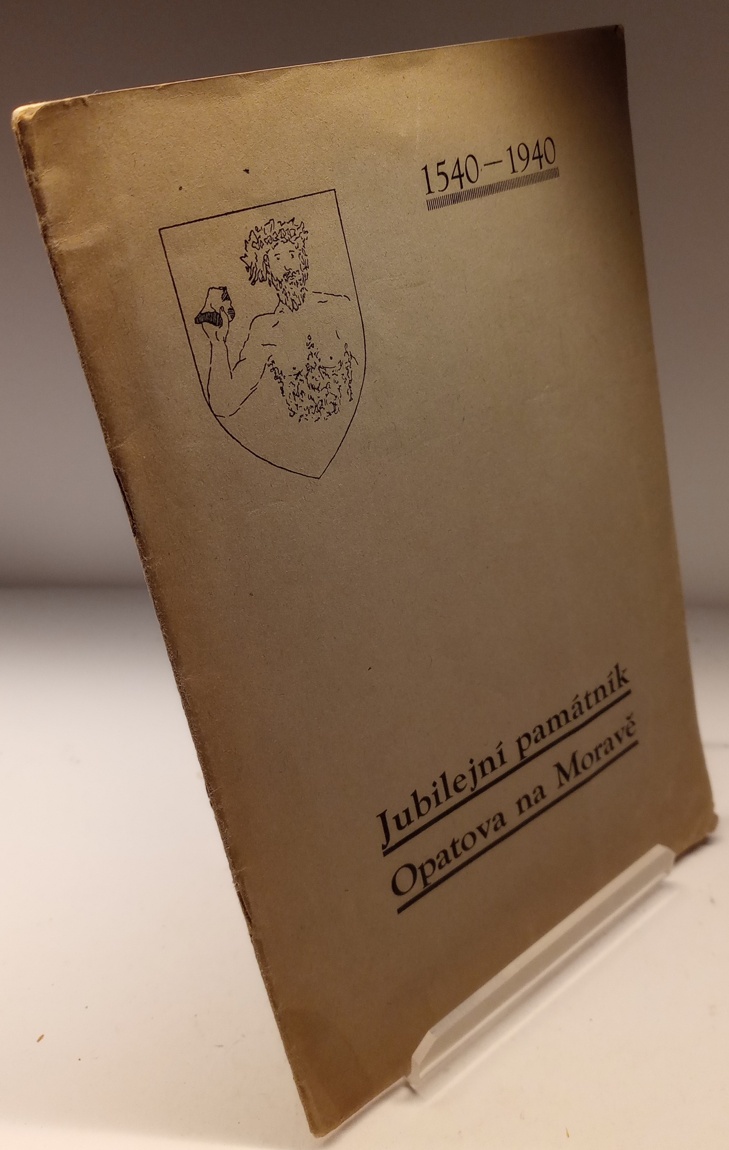 1540—1940
Jubilejní památník
Opatova na Moravě